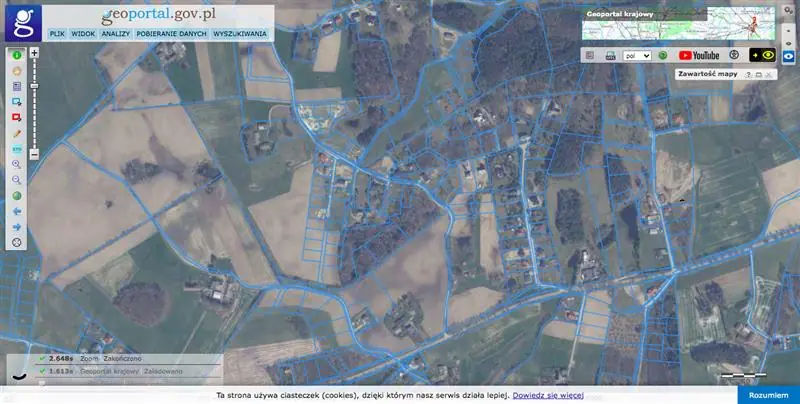 geoportal.gov.pl
PLIK WIDOK ANALIZY POBIERANIE DANYCH WYSZUKIWANIA
Geoportal krajowy
pol
YouTube
Zawartość mapy
2.648s Zoom Zakończono
1.613s Geoportal krajowy Załadowano
Ta strona używa ciasteczek (cookies), dzięki którym nasz serwis działa lepiej. Dowiedz się więcej
Rozumiem